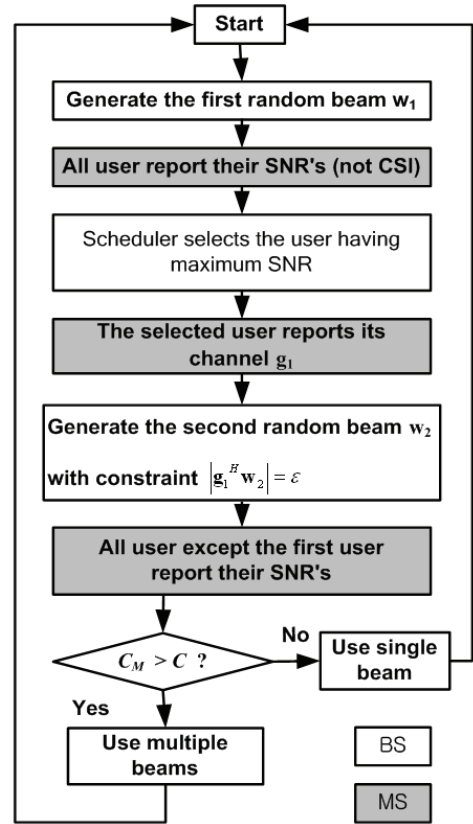 Start
Generate the first random beam w₁
All user report their SNR's (not CSI)
Scheduler selects the user having
maximum SNR
The selected user reports its
channel g₁
Generate the second random beam w₂
with constraint |g₁ᴴw₂| = ε
All user except the first user
report their SNR's
C_M > C ?
No
Use single
beam
Yes
Use multiple
beams
BS
MS